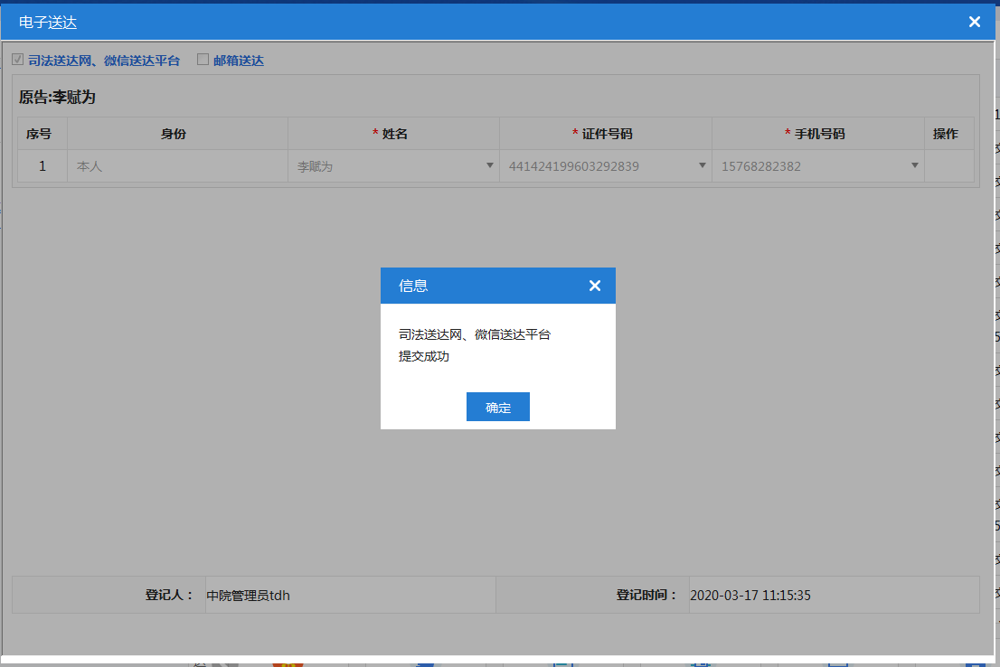 电子送达
司法送达网、微信送达平台 邮箱送达
原告:李赋为
序号 身份 * 姓名 * 证件号码 * 手机号码 操作
1 本人 李赋为 441424199603292839 15768282382
信息
司法送达网、微信送达平台
提交成功
确定
登记人： 中院管理员tdh 登记时间： 2020-03-17 11:15:35